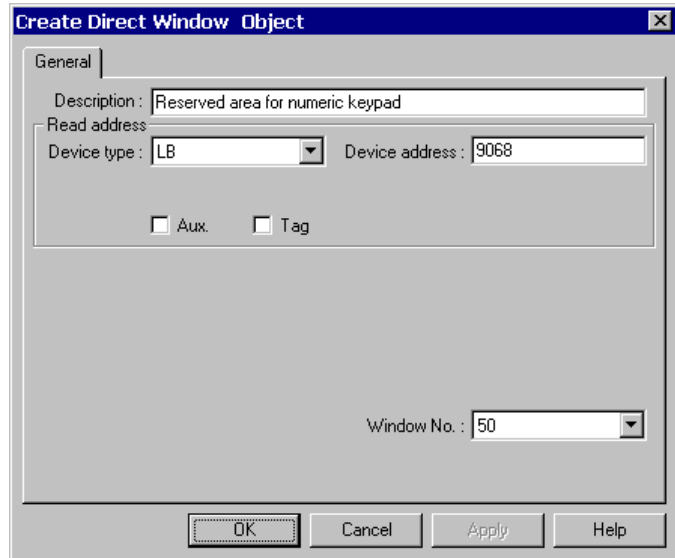 Create Direct Window Object
General
Description : Reserved area for numeric keypad
Read address
Device type : LB Device address : 9068
Aux. Tag
Window No. : 50
OK Cancel Apply Help